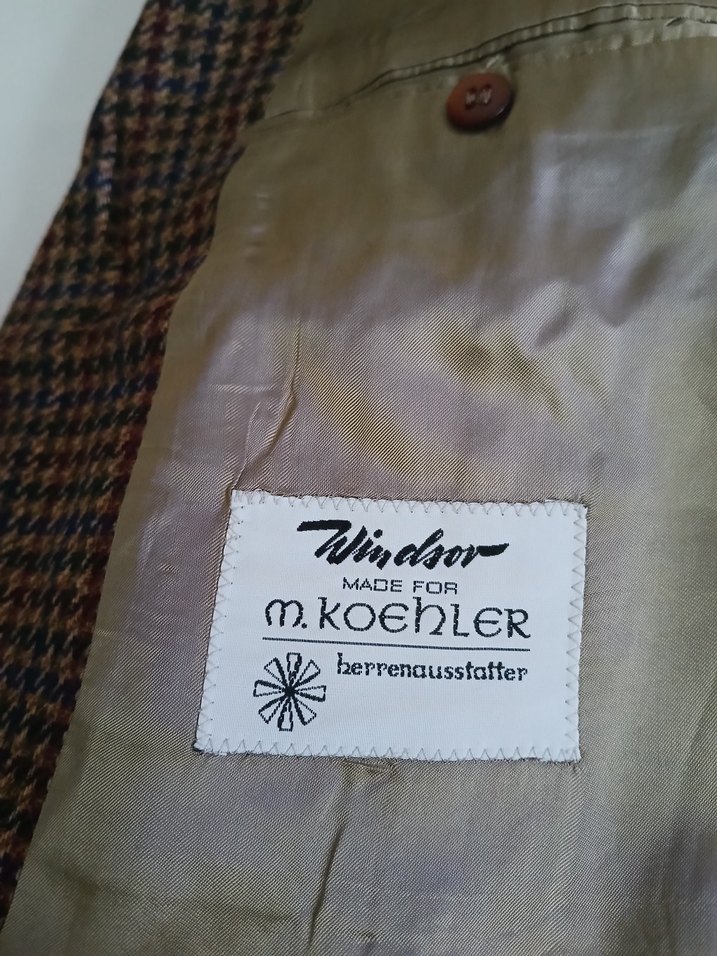 Windsor
MADE FOR
m. KOEhLER
herrenausstatter